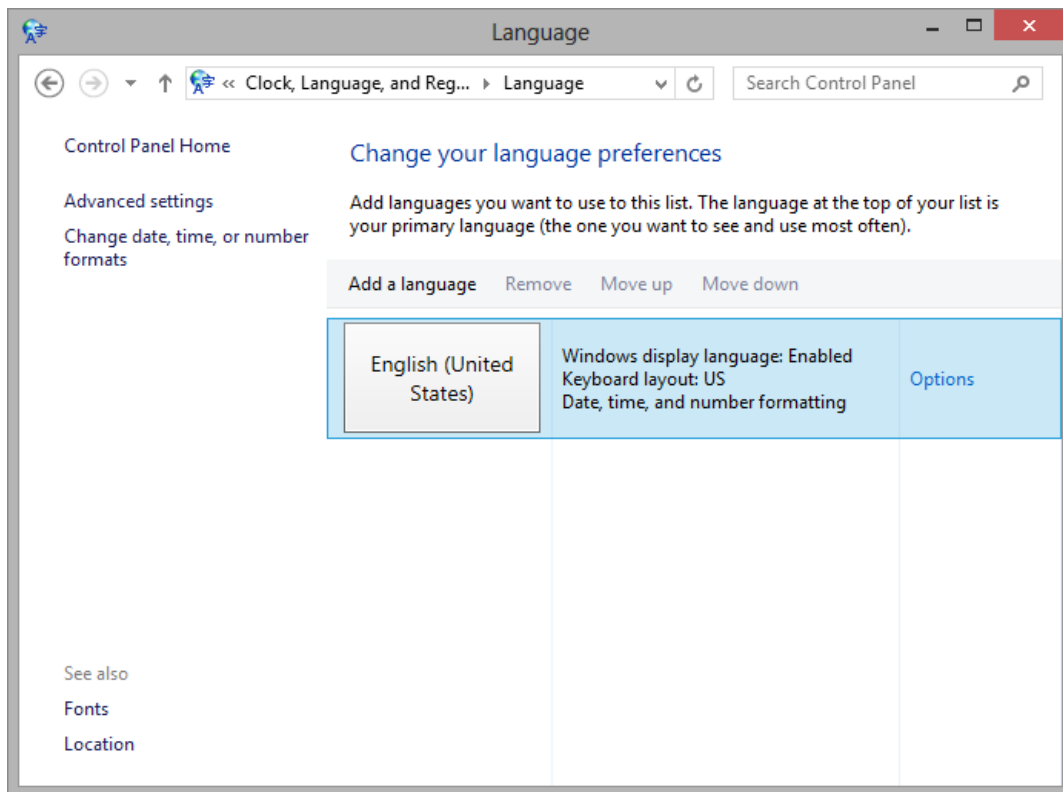 Language
« Clock, Language, and Reg... Language
Search Control Panel
Control Panel Home
Advanced settings
Change date, time, or number
formats
Change your language preferences
Add languages you want to use to this list. The language at the top of your list is
your primary language (the one you want to see and use most often).
Add a language Remove Move up Move down
English (United
States)
Windows display language: Enabled
Keyboard layout: US
Date, time, and number formatting
Options
See also
Fonts
Location